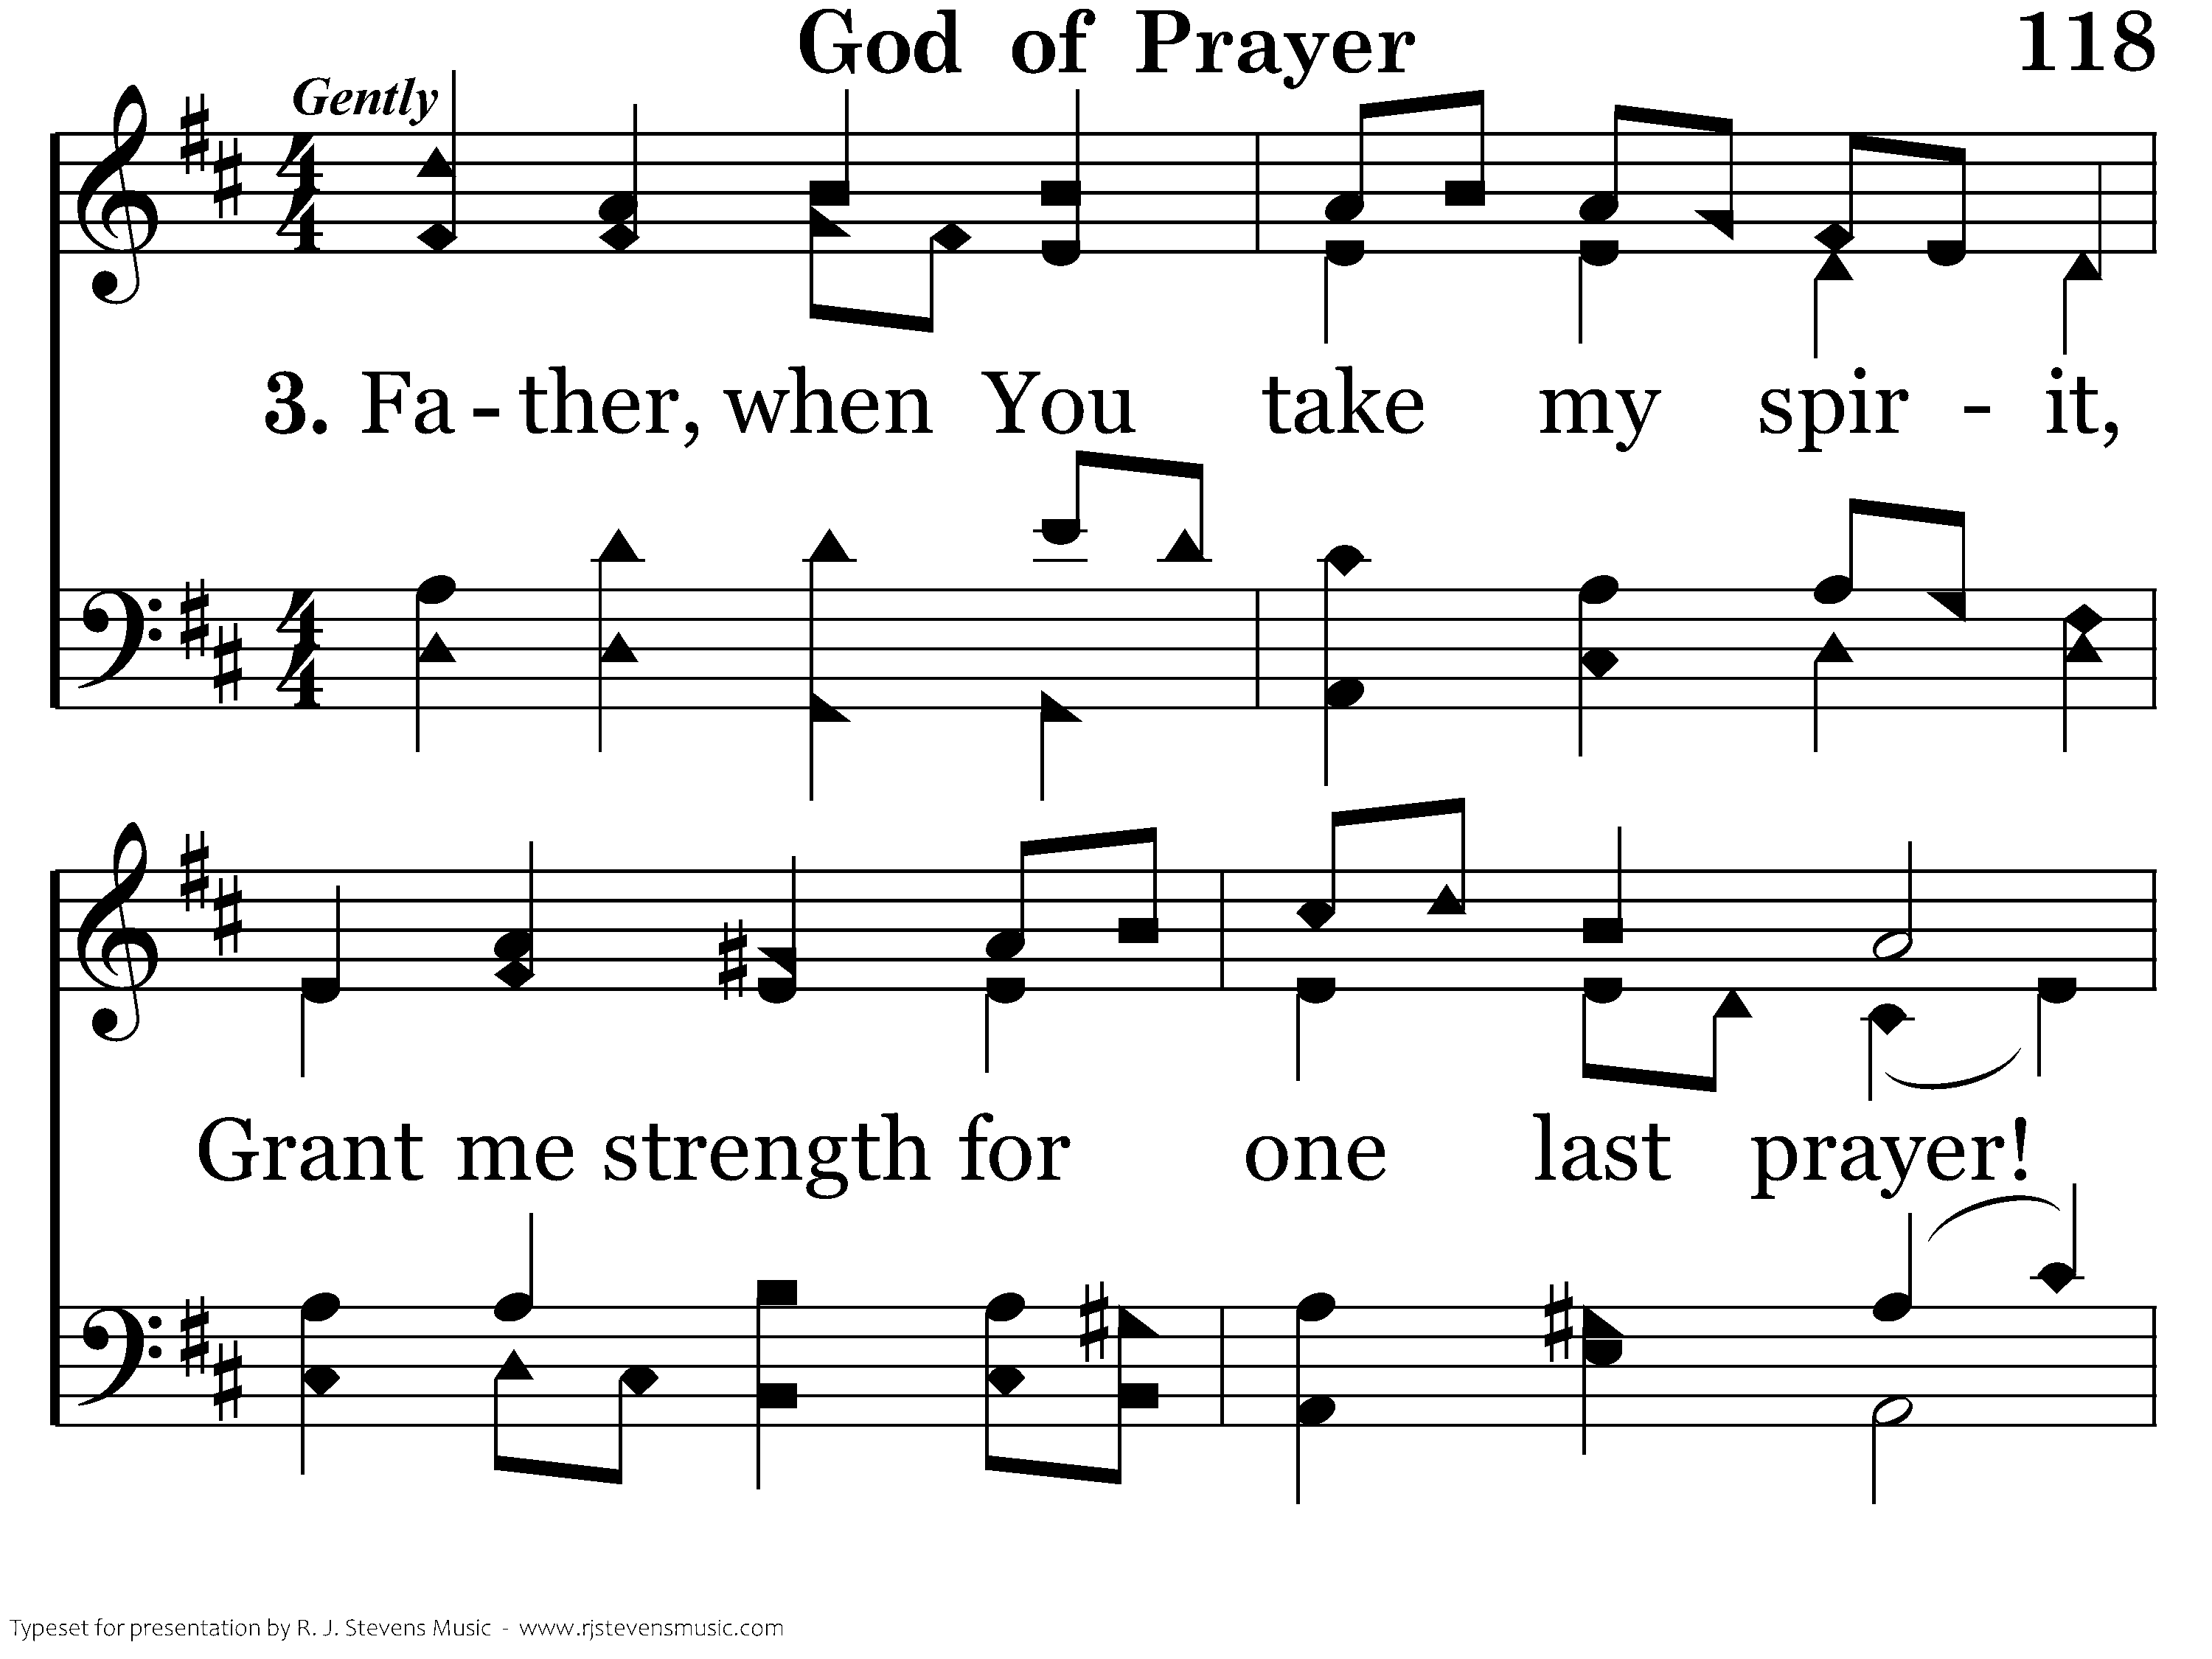 God of Prayer 118
Gently
3. Fa - ther, when You take my spir - it,
Grant me strength for one last prayer!
Typeset for presentation by R. J. Stevens Music - www.rjstevensmusic.com